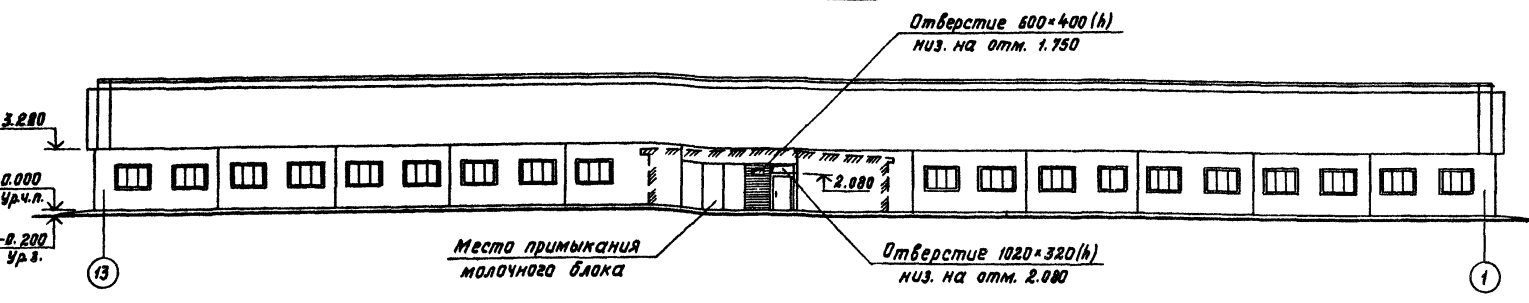 Отверстие 600×400(h)
низ. на отм. 1.750
3.280
0.000
Ур.ч.п.
2.080
-0.200
Ур.з.
Место примыкания
молочного блока
Отверстие 1020×320(h)
низ. на отм. 2.080
13
1